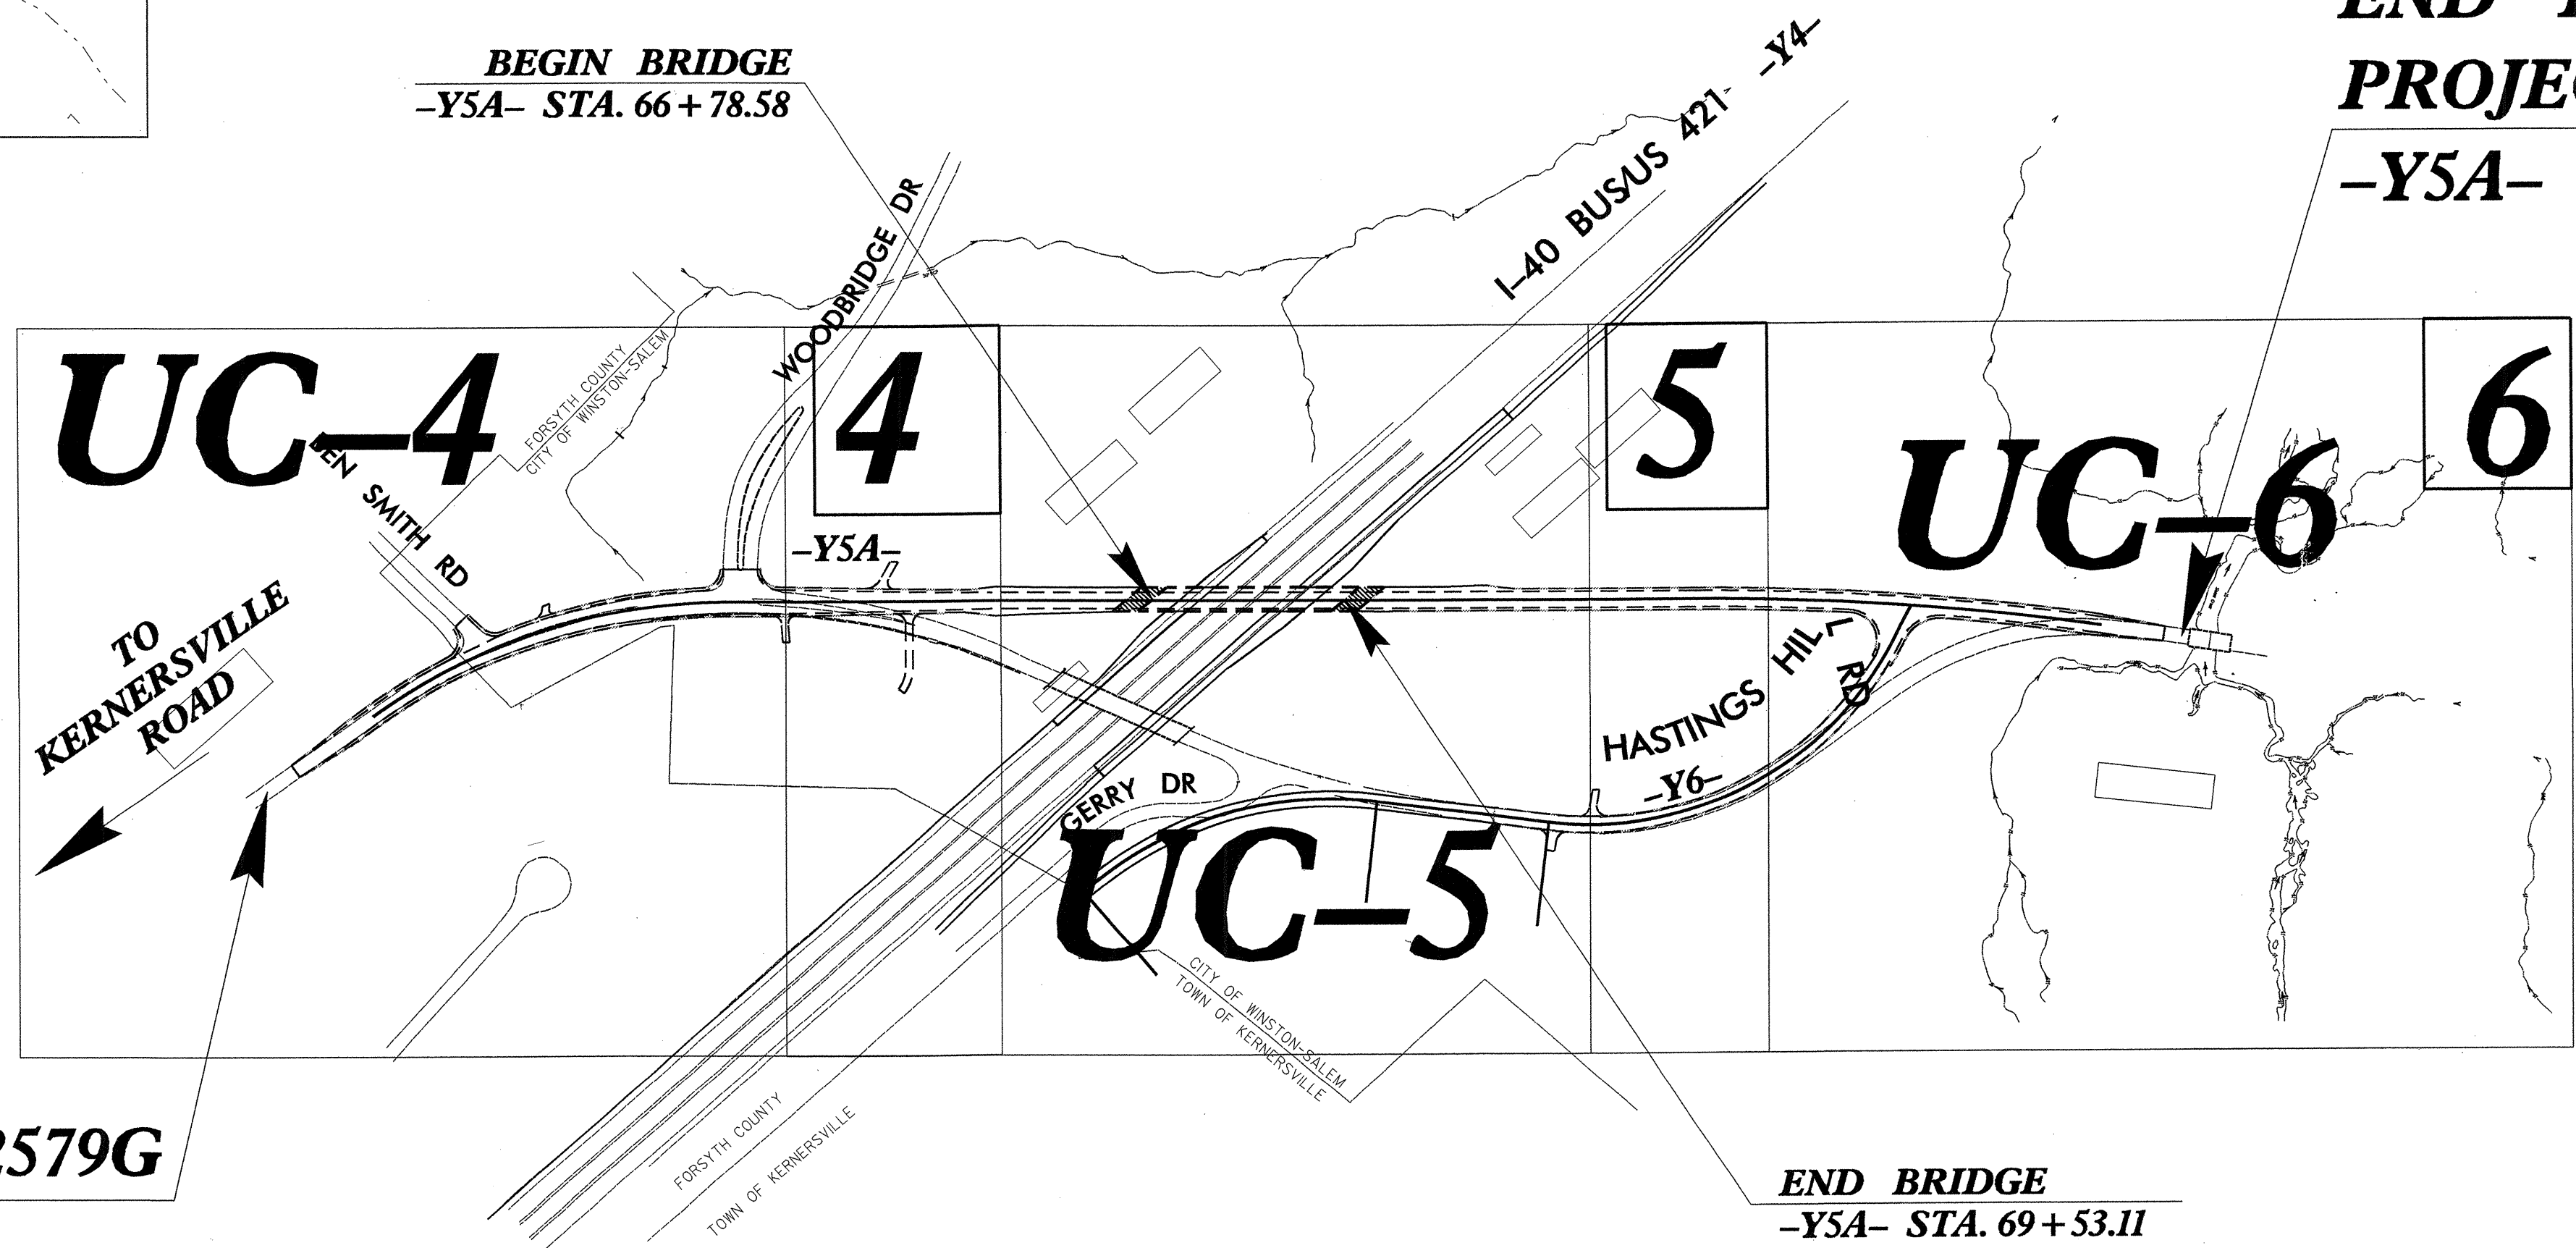 BEGIN BRIDGE
–Y5A– STA. 66+78.58
–Y4–
I–40 BUS/US 421
PROJE
–Y5A–
WOODBRIDGE DR
UC–4
4
5
6
UC–6
FORSYTH COUNTY
CITY OF WINSTON-SALEM
SMITH RD
–Y5A–
TO
KERNERSVILLE
ROAD
HASTINGS HILL RD
–Y6–
GERRY DR
UC–5
CITY OF WINSTON-SALEM
TOWN OF KERNERSVILLE
FORSYTH COUNTY
TOWN OF KERNERSVILLE
2579G
END BRIDGE
–Y5A– STA. 69+53.11